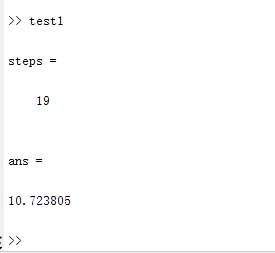 >> test1
steps =
19
ans =
10.723805
>>